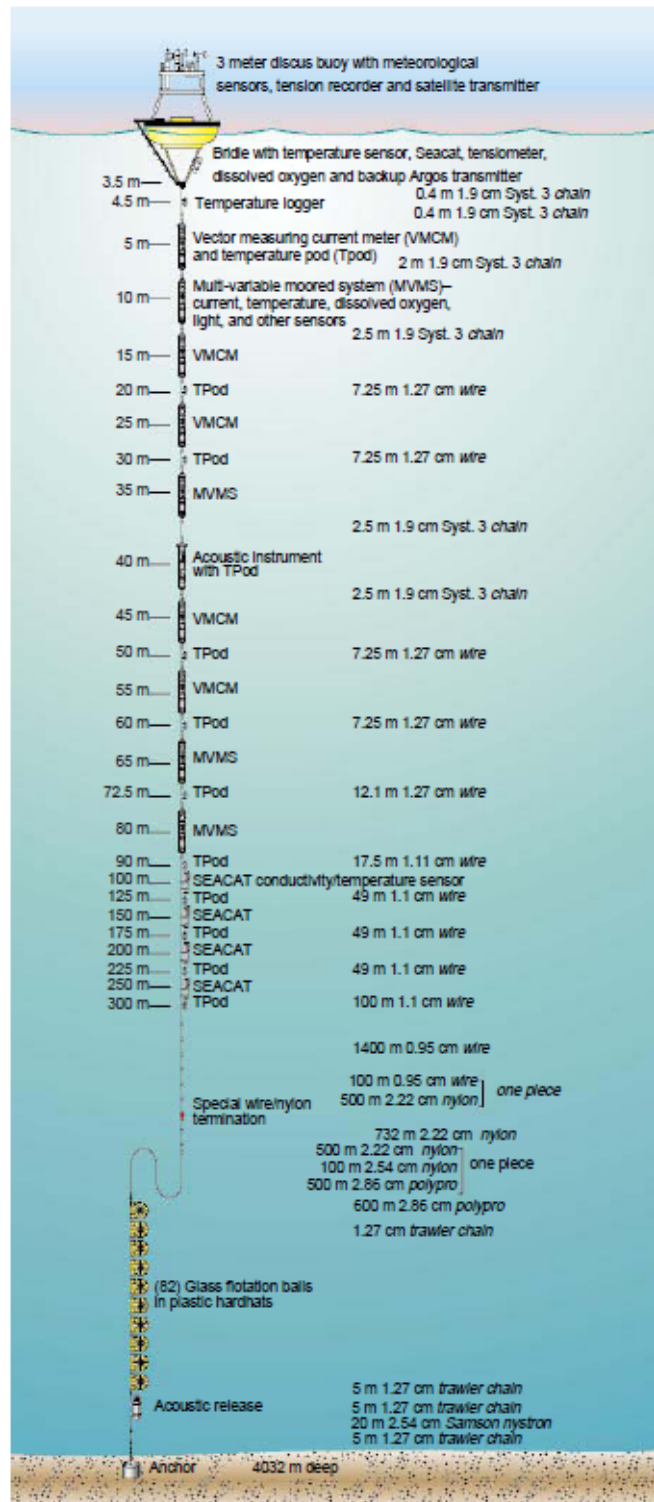 3 meter discus buoy with meteorological
sensors, tension recorder and satellite transmitter
Bridle with temperature sensor, Seacat, tensiometer,
dissolved oxygen and backup Argos transmitter
3.5 m
0.4 m 1.9 cm Syst. 3 chain
4.5 m Temperature logger
0.4 m 1.9 cm Syst. 3 chain
5 m Vector measuring current meter (VMCM)
and temperature pod (Tpod)
2 m 1.9 cm Syst. 3 chain
10 m Multi-variable moored system (MVMS)–
current, temperature, dissolved oxygen,
light, and other sensors
2.5 m 1.9 Syst. 3 chain
15 m VMCM
20 m TPod 7.25 m 1.27 cm wire
25 m VMCM
30 m TPod 7.25 m 1.27 cm wire
35 m MVMS
2.5 m 1.9 cm Syst. 3 chain
40 m Acoustic instrument
with TPod
2.5 m 1.9 cm Syst. 3 chain
45 m VMCM
50 m TPod 7.25 m 1.27 cm wire
55 m VMCM
60 m TPod 7.25 m 1.27 cm wire
65 m MVMS
72.5 m TPod 12.1 m 1.27 cm wire
80 m MVMS
90 m TPod 17.5 m 1.11 cm wire
100 m SEACAT conductivity/temperature sensor
125 m TPod 49 m 1.1 cm wire
150 m SEACAT
175 m TPod 49 m 1.1 cm wire
200 m SEACAT
225 m TPod 49 m 1.1 cm wire
250 m SEACAT
300 m TPod 100 m 1.1 cm wire
1400 m 0.95 cm wire
100 m 0.95 cm wire
500 m 2.22 cm nylon
one piece
Special wire/nylon
termination
732 m 2.22 cm nylon
500 m 2.22 cm nylon
100 m 2.54 cm nylon
500 m 2.86 cm polypro
one piece
600 m 2.86 cm polypro
1.27 cm trawler chain
(82) Glass flotation balls
in plastic hardhats
5 m 1.27 cm trawler chain
Acoustic release
5 m 1.27 cm trawler chain
20 m 2.54 cm Samson nystron
5 m 1.27 cm trawler chain
Anchor 4032 m deep